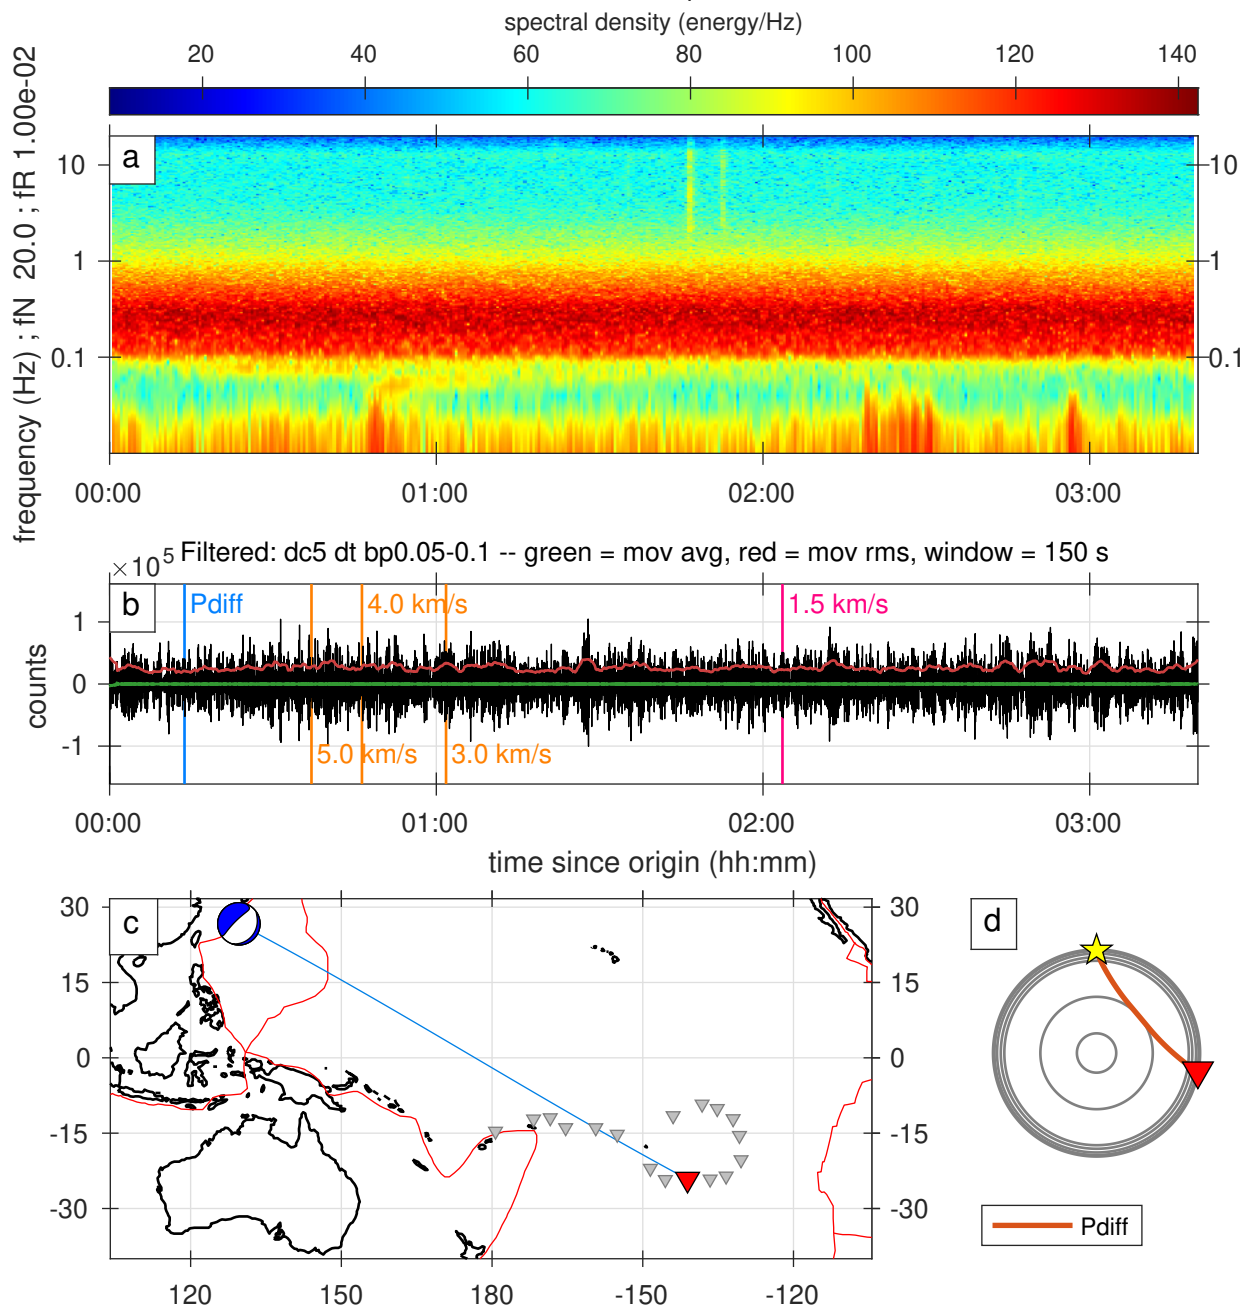 spectral density (energy/Hz)
20 40 60 80 100 120 140
frequency (Hz) ; fN 20.0 ; fR 1.00e-02
a
10 10
1 1
0.1 0.1
00:00 01:00 02:00 03:00
Filtered: dc5 dt bp0.05-0.1 -- green = mov avg, red = mov rms, window = 150 s
×10^5
b
Pdiff 4.0 km/s 1.5 km/s
counts
1
0
-1
5.0 km/s 3.0 km/s
00:00 01:00 02:00 03:00
time since origin (hh:mm)
c
d
30 30
15 15
0 0
-15 -15
-30 -30
120 150 180 -150 -120
Pdiff